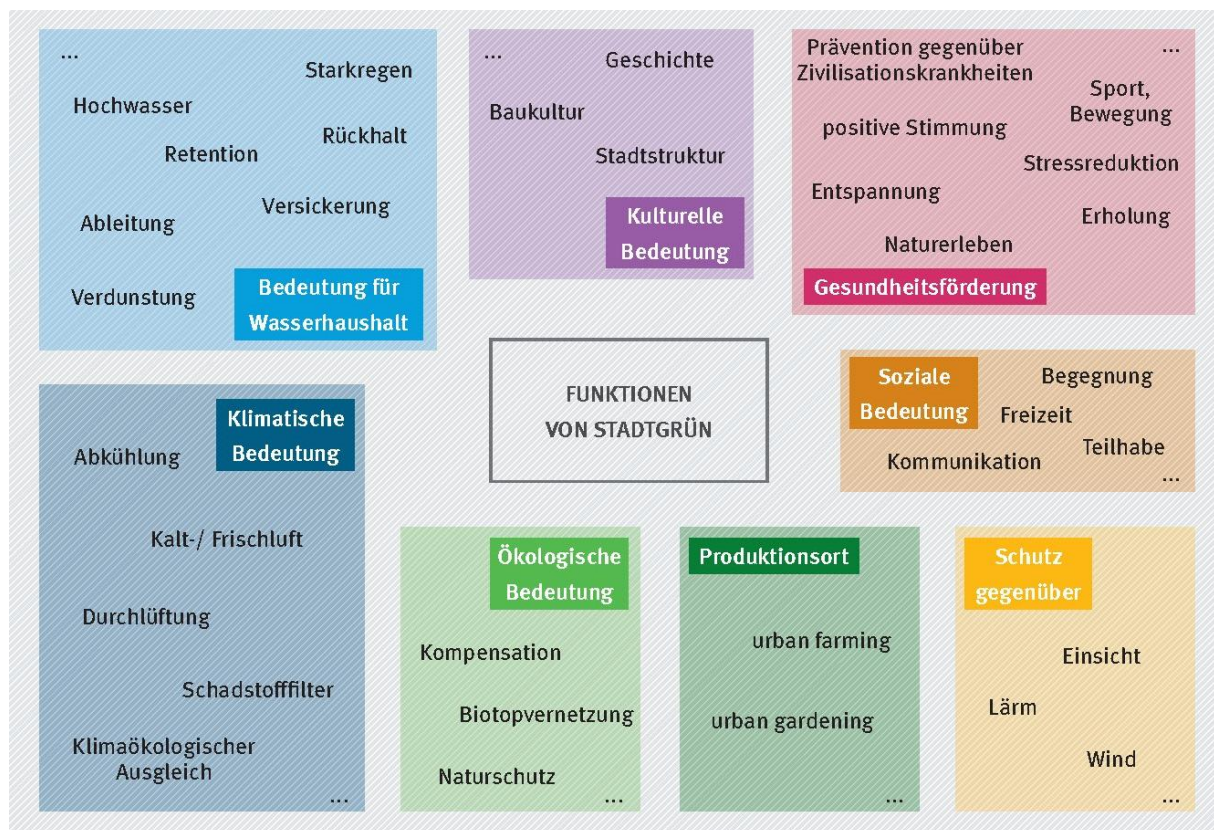 ...
Starkregen
Hochwasser
Rückhalt
Retention
Versickerung
Ableitung
Verdunstung
Bedeutung für
Wasserhaushalt
...
Geschichte
Baukultur
Stadtstruktur
Kulturelle
Bedeutung
Prävention gegenüber
Zivilisationskrankheiten
...
Sport,
Bewegung
positive Stimmung
Stressreduktion
Entspannung
Erholung
Naturerleben
Gesundheitsförderung
FUNKTIONEN
VON STADTGRÜN
Soziale
Bedeutung
Begegnung
Freizeit
Teilhabe
Kommunikation
...
Klimatische
Bedeutung
Abkühlung
Kalt-/ Frischluft
Durchlüftung
Schadstofffilter
Klimaökologischer
Ausgleich
...
Ökologische
Bedeutung
Kompensation
Biotopvernetzung
Naturschutz
...
Produktionsort
urban farming
urban gardening
...
Schutz
gegenüber
Einsicht
Lärm
Wind
...